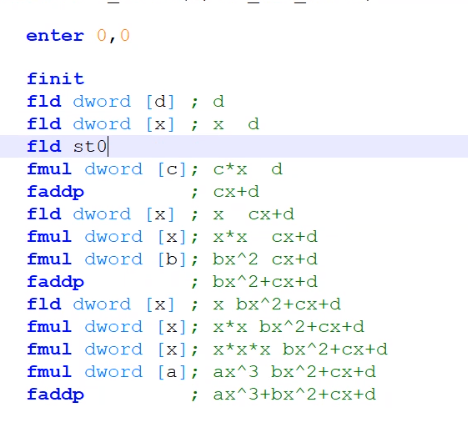 enter 0,0
finit
fld dword [d] ; d
fld dword [x] ; x d
fld st0
fmul dword [c]; c*x d
faddp ; cx+d
fld dword [x] ; x cx+d
fmul dword [x]; x*x cx+d
fmul dword [b]; bx^2 cx+d
faddp ; bx^2+cx+d
fld dword [x] ; x bx^2+cx+d
fmul dword [x]; x*x bx^2+cx+d
fmul dword [x]; x*x*x bx^2+cx+d
fmul dword [a]; ax^3 bx^2+cx+d
faddp ; ax^3+bx^2+cx+d